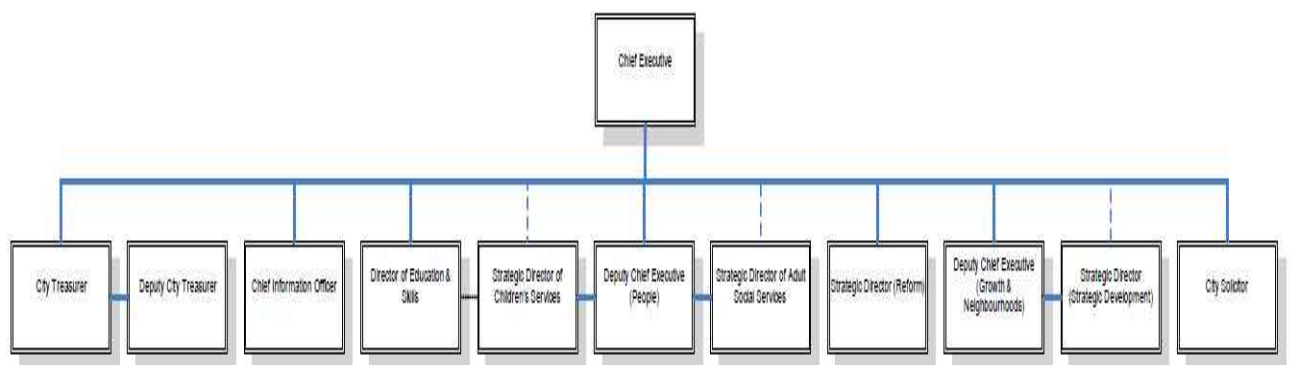 Chief Executive
City Treasurer
Deputy City Treasurer
Chief Information Officer
Director of Education &
Skills
Strategic Director of
Children's Services
Deputy Chief Executive
(People)
Strategic Director of Adult
Social Services
Strategic Director (Reform)
Deputy Chief Executive
(Growth &
Neighbourhoods)
Strategic Director
(Strategic Development)
City Solicitor